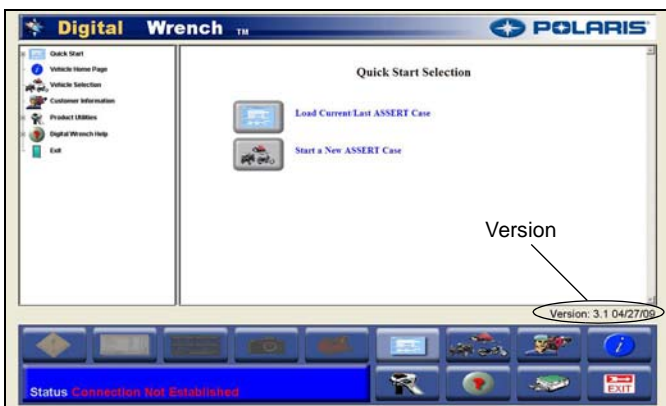 Digital Wrench TM
POLARIS
Quick Start
Vehicle Home Page
Vehicle Selection
Customer Information
Product Utilities
Digital Wrench Help
Exit
Quick Start Selection
Load Current/Last ASSERT Case
Start a New ASSERT Case
Version
Version: 3.1 04/27/09
Status Connection Not Established
EXIT